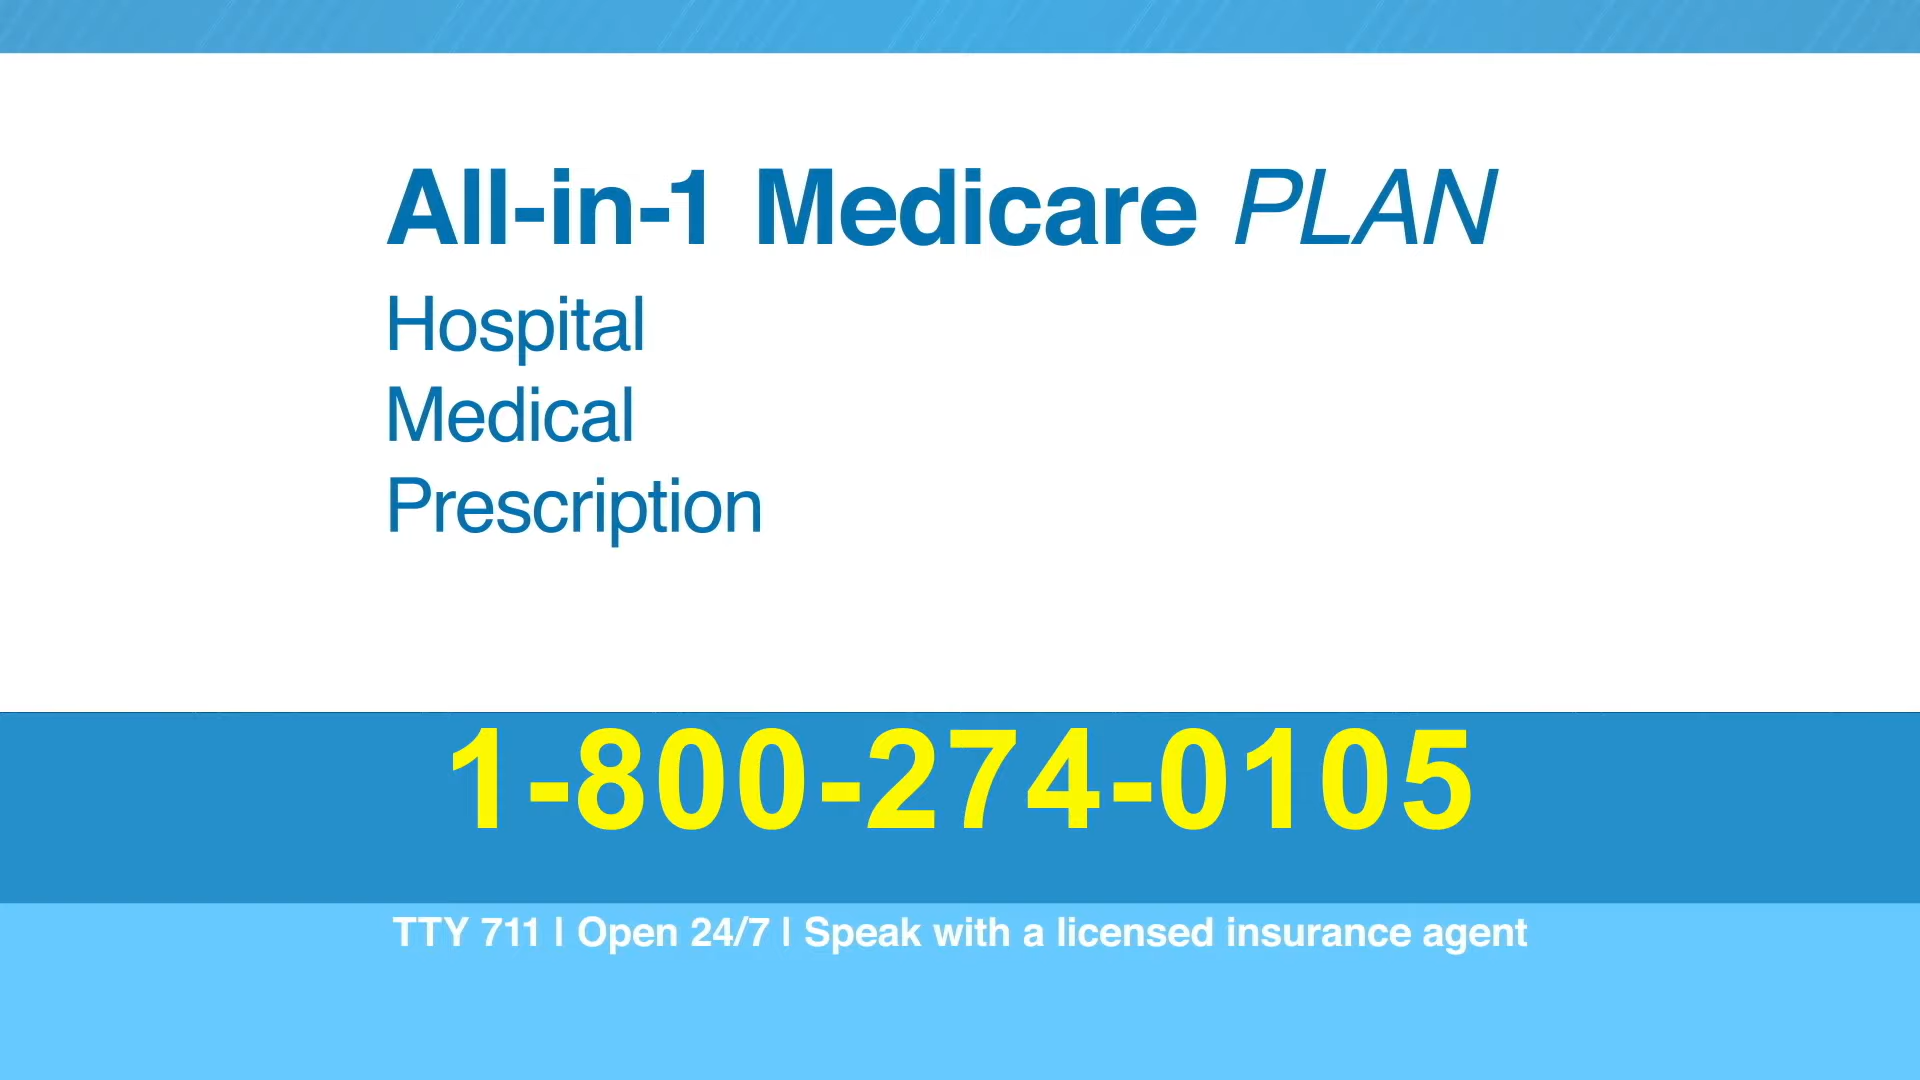 All-in-1 Medicare PLAN
Hospital
Medical
Prescription
1-800-274-0105
TTY 711 | Open 24/7 | Speak with a licensed insurance agent